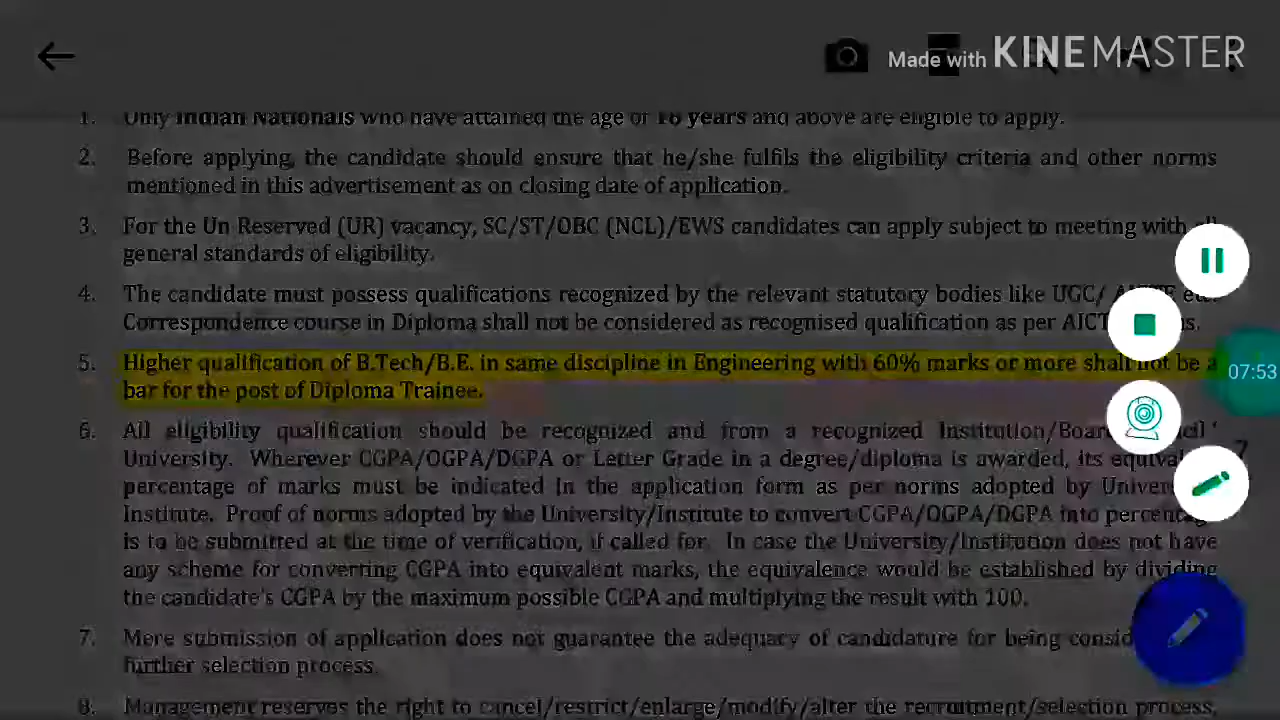 Made with KINEMASTER
1. Only Indian Nationals who have attained the age of 18 years and above are eligible to apply.
2. Before applying, the candidate should ensure that he/she fulfils the eligibility criteria and other norms
mentioned in this advertisement as on closing date of application.
3. For the Un Reserved (UR) vacancy, SC/ST/OBC (NCL)/EWS candidates can apply subject to meeting with all
general standards of eligibility.
4. The candidate must possess qualifications recognized by the relevant statutory bodies like UGC/
Correspondence course in Diploma shall not be considered as recognised qualification as per AICT
5. Higher qualification of B.Tech/B.E. in same discipline in Engineering with 60% marks or more shall not be a
07:53
bar for the post of Diploma Trainee.
6. All eligibility qualification should be recognized and from a recognized Institution/Boar
University. Wherever CGPA/OGPA/DGPA or Letter Grade in a degree/diploma is awarded, its equiva
percentage of marks must be indicated in the application form as per norms adopted by Univer
Institute. Proof of norms adopted by the University/Institute to convert CGPA/OGPA/DGPA into percentage
is to be submitted at the time of verification, if called for. In case the University/Institution does not have
any scheme for converting CGPA into equivalent marks, the equivalence would be established by dividing
the candidate's CGPA by the maximum possible CGPA and multiplying the result with 100.
7. Mere submission of application does not guarantee the adequacy of candidature for being consid
further selection process.
8. Management reserves the right to cancel/restrict/enlarge/modify/alter the recruitment/selection process,